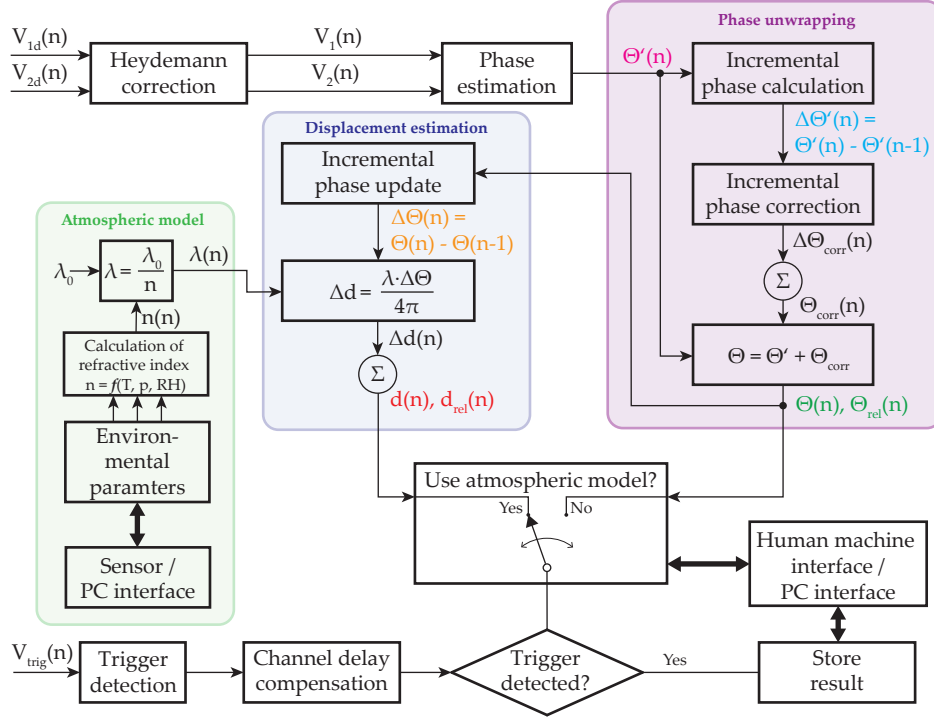 V1d(n)
V2d(n)
Heydemann
correction
V1(n)
V2(n)
Phase
estimation
Θ‘(n)
Phase unwrapping
Incremental
phase calculation
ΔΘ‘(n) =
Θ‘(n) - Θ‘(n-1)
Incremental
phase correction
ΔΘcorr(n)
Σ
Θcorr(n)
Θ = Θ‘ + Θcorr
Θ(n), Θrel(n)
Displacement estimation
Incremental
phase update
ΔΘ(n) =
Θ(n) - Θ(n-1)
Δd = λ·ΔΘ
4π
Δd(n)
Σ
d(n), drel(n)
Atmospheric model
λ0
λ = λ0
n
λ(n)
n(n)
Calculation of
refractive index
n = f(T, p, RH)
Environ-
mental
paramters
Sensor /
PC interface
Use atmospheric model?
Yes
No
Human machine
interface /
PC interface
Vtrig(n)
Trigger
detection
Channel delay
compensation
Trigger
detected?
Yes
Store
result